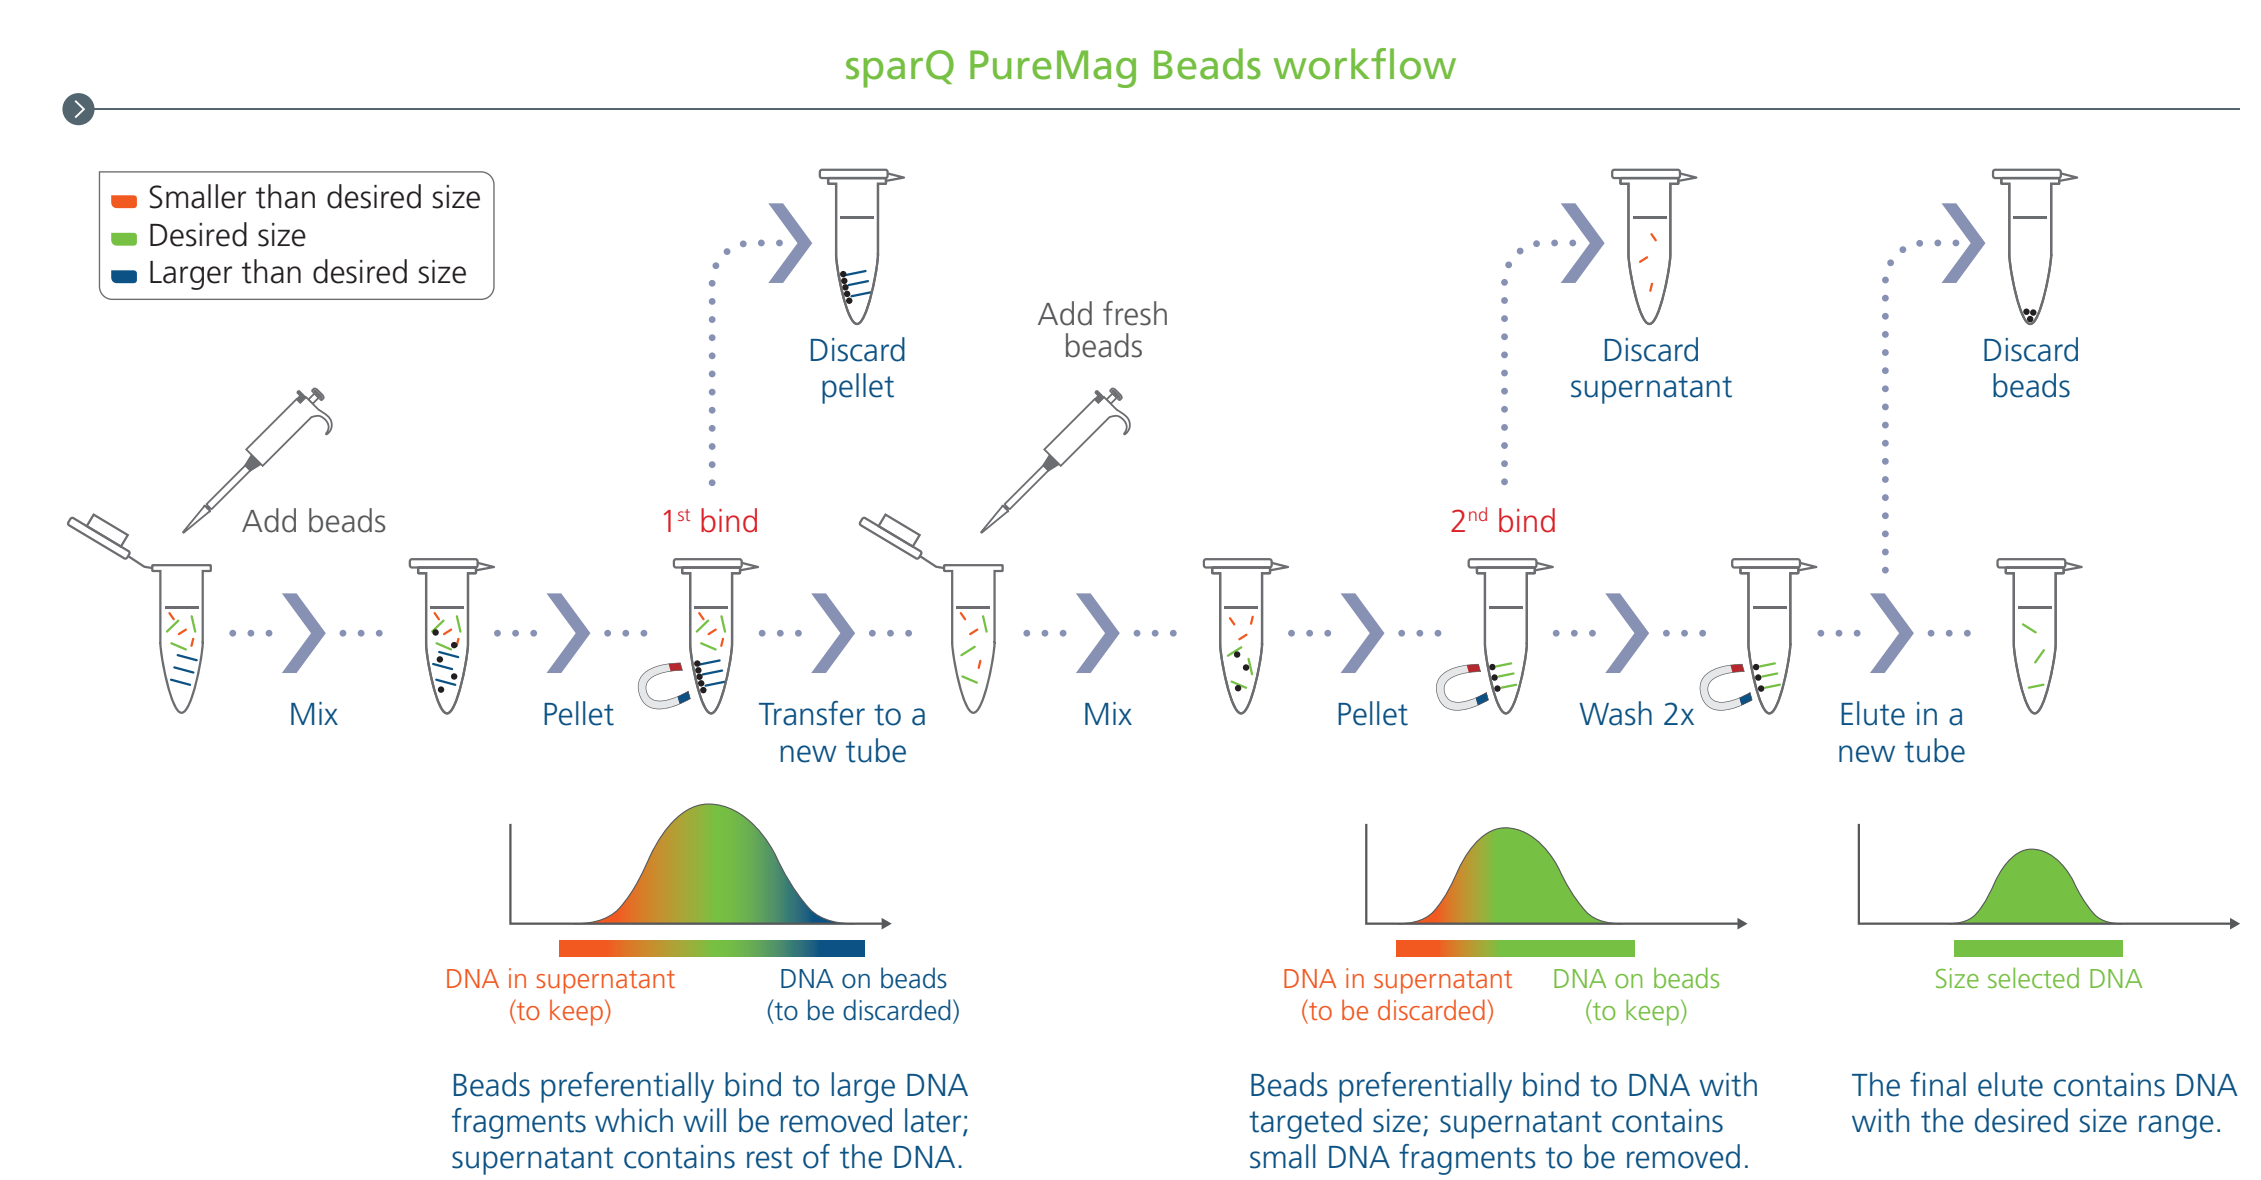 sparQ PureMag Beads workflow
Smaller than desired size
Desired size
Larger than desired size
Discard
pellet
Add fresh
beads
Discard
supernatant
Discard
beads
Add beads
1st bind
2nd bind
Mix
Pellet
Transfer to a
new tube
Mix
Pellet
Wash 2x
Elute in a
new tube
DNA in supernatant
(to keep)
DNA on beads
(to be discarded)
DNA in supernatant
(to be discarded)
DNA on beads
(to keep)
Size selected DNA
Beads preferentially bind to large DNA
fragments which will be removed later;
supernatant contains rest of the DNA.
Beads preferentially bind to DNA with
targeted size; supernatant contains
small DNA fragments to be removed.
The final elute contains DNA
with the desired size range.